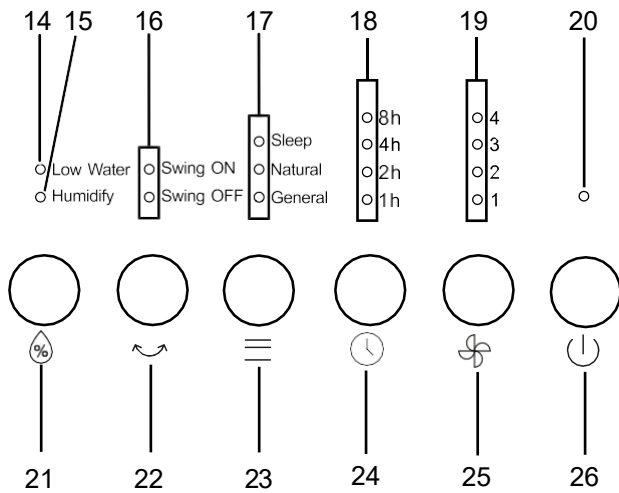 14 15 16 17 18 19 20
8h 4
4h 3
Sleep
Low Water Swing ON Natural 2h 2
Humidify Swing OFF General 1h 1
%
21 22 23 24 25 26